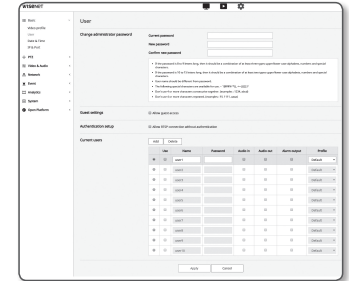 WISENET
Basic
Video profile
User
Date & Time
IP & Port
PTZ
Video & Audio
Network
Event
Analytics
System
Open Platform
User
Change administrator password
Current password
New password
Confirm new password
Guest settings
Allow guest access
Authentication setup
Allow RTSP connection without authentication
Current users
Add Delete
Use Name Password Audio in Audio out Alarm output Profile
user1 Default
user2 Default
user3 Default
user4 Default
user5 Default
user6 Default
user7 Default
user8 Default
user9 Default
user10 Default
Apply Cancel